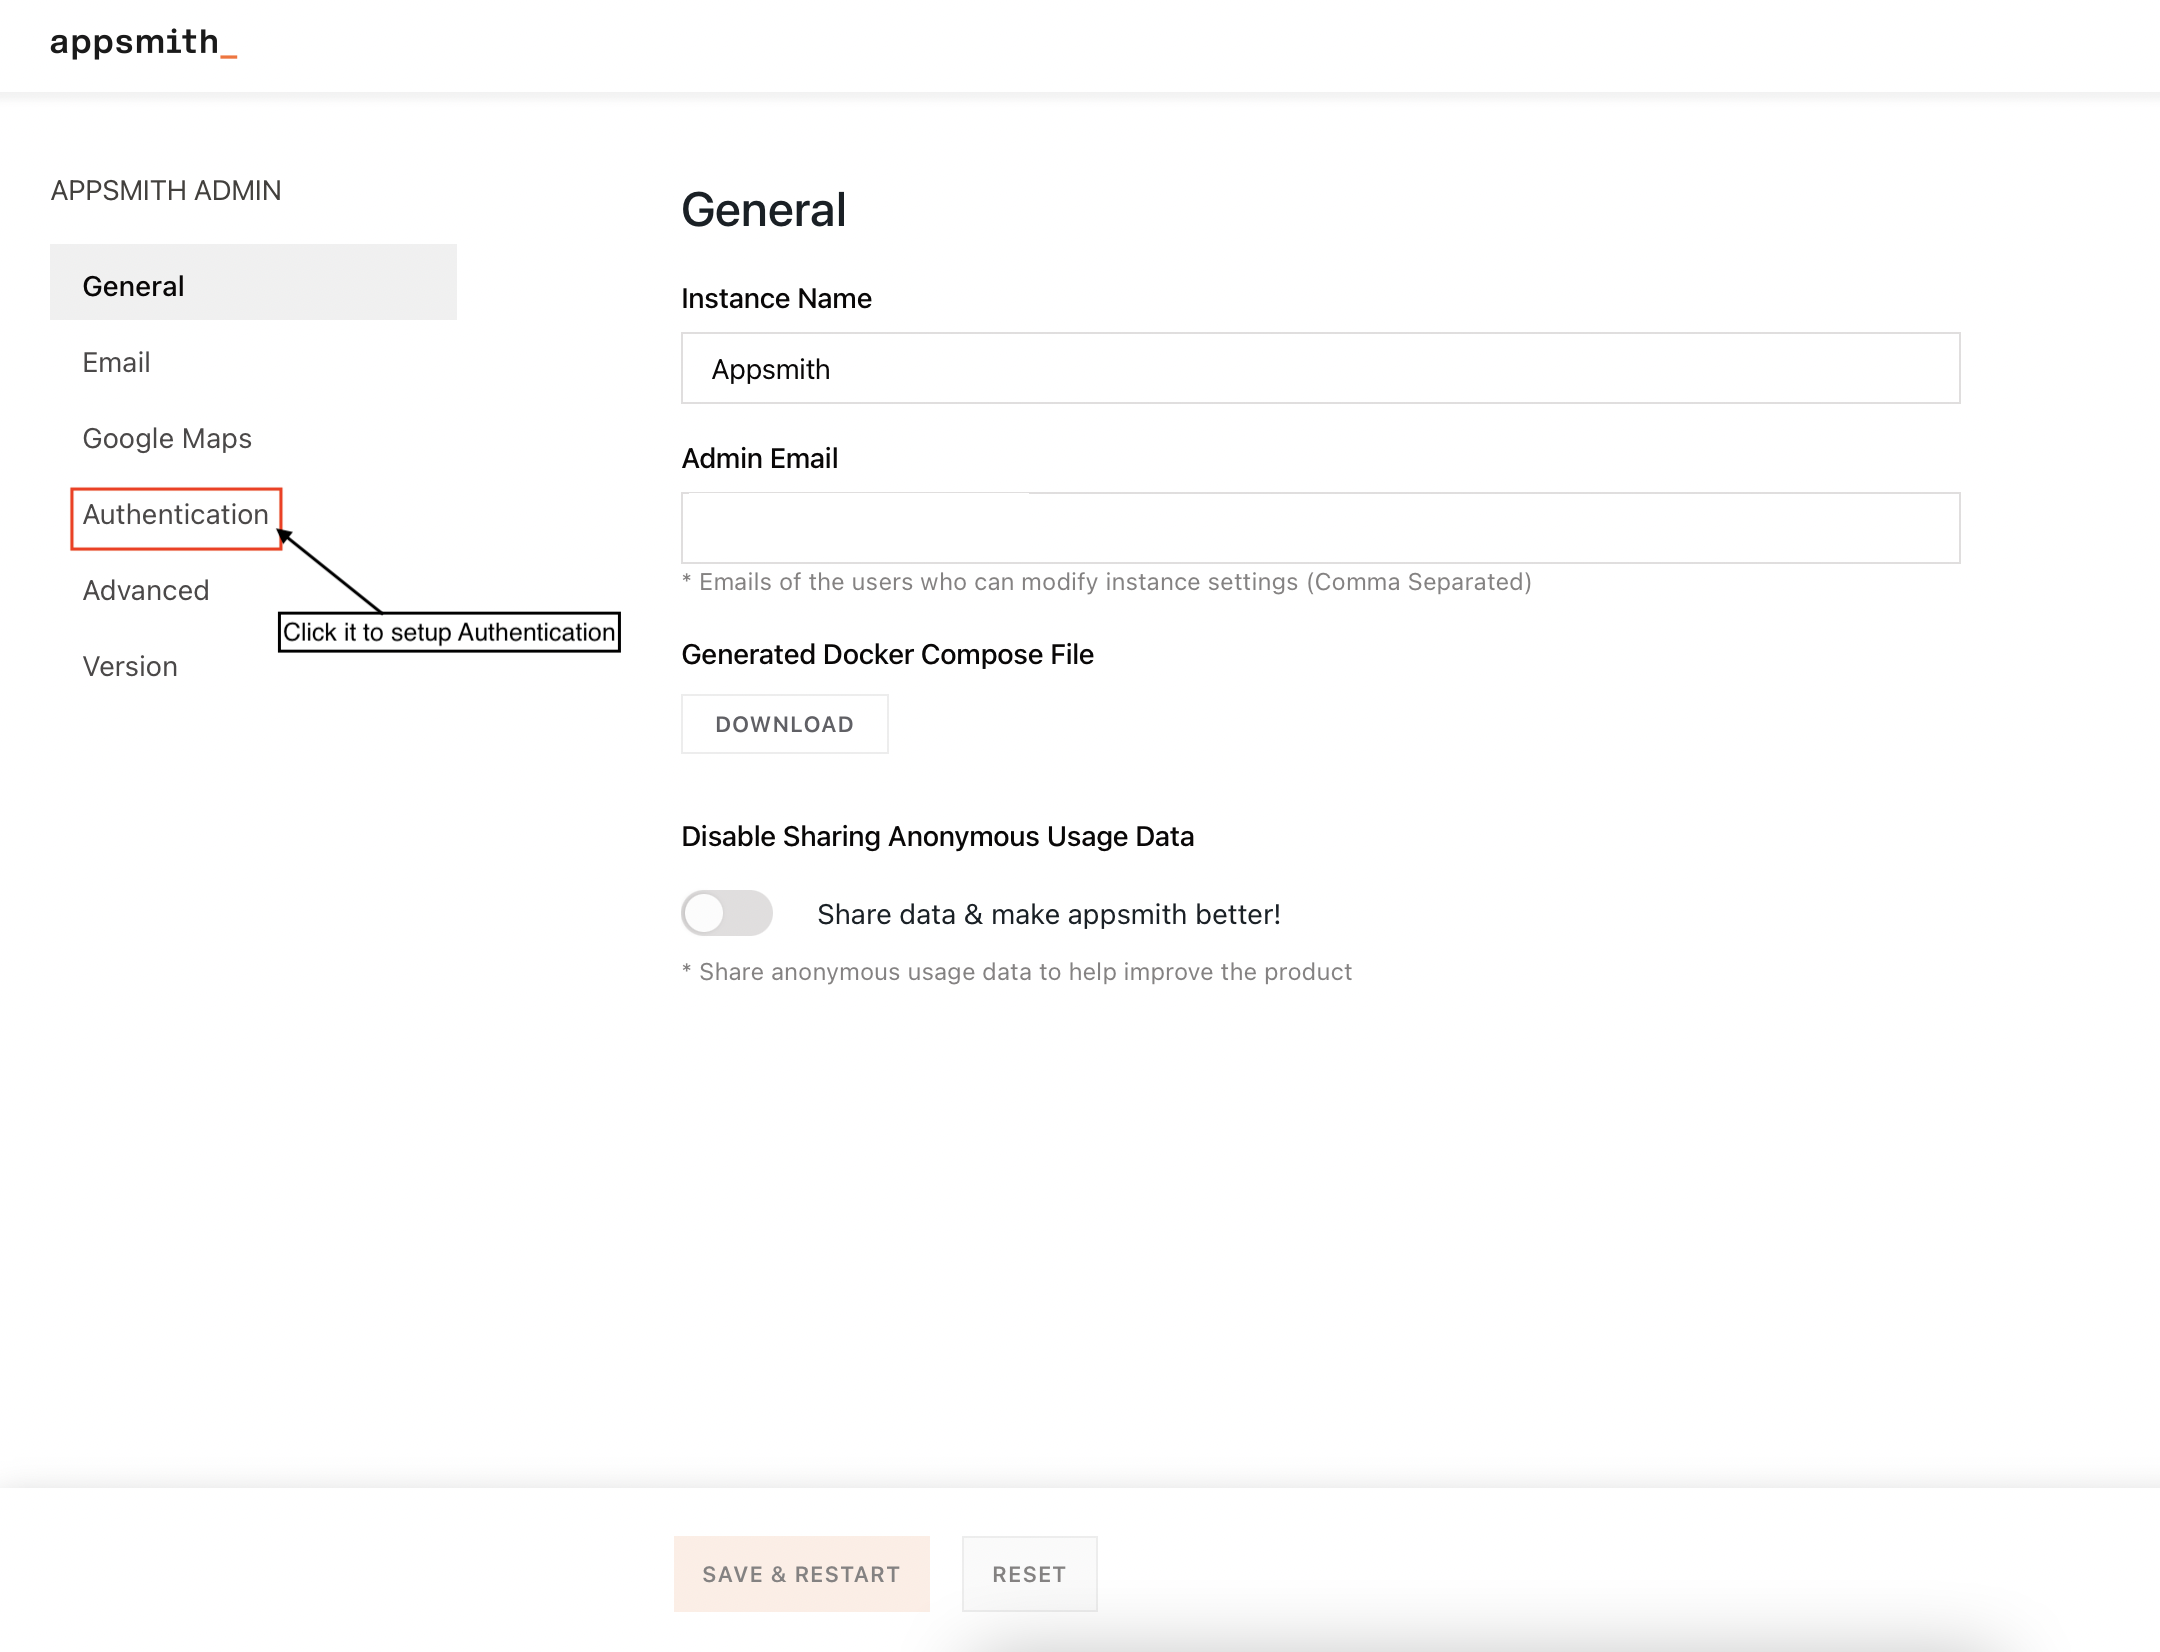 appsmith_
APPSMITH ADMIN
General
Email
Google Maps
Authentication
Advanced
Version
Click it to setup Authentication
General
Instance Name
Appsmith
Admin Email
* Emails of the users who can modify instance settings (Comma Separated)
Generated Docker Compose File
DOWNLOAD
Disable Sharing Anonymous Usage Data
Share data & make appsmith better!
* Share anonymous usage data to help improve the product
SAVE & RESTART
RESET